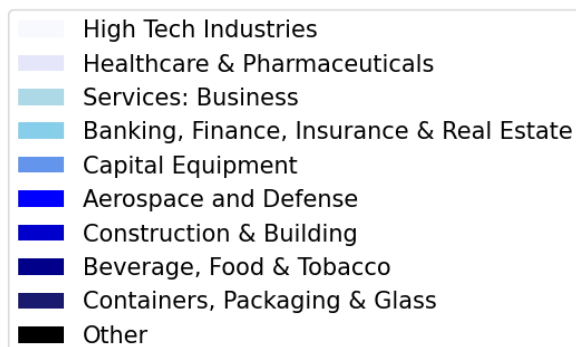 High Tech Industries
Healthcare & Pharmaceuticals
Services: Business
Banking, Finance, Insurance & Real Estate
Capital Equipment
Aerospace and Defense
Construction & Building
Beverage, Food & Tobacco
Containers, Packaging & Glass
Other